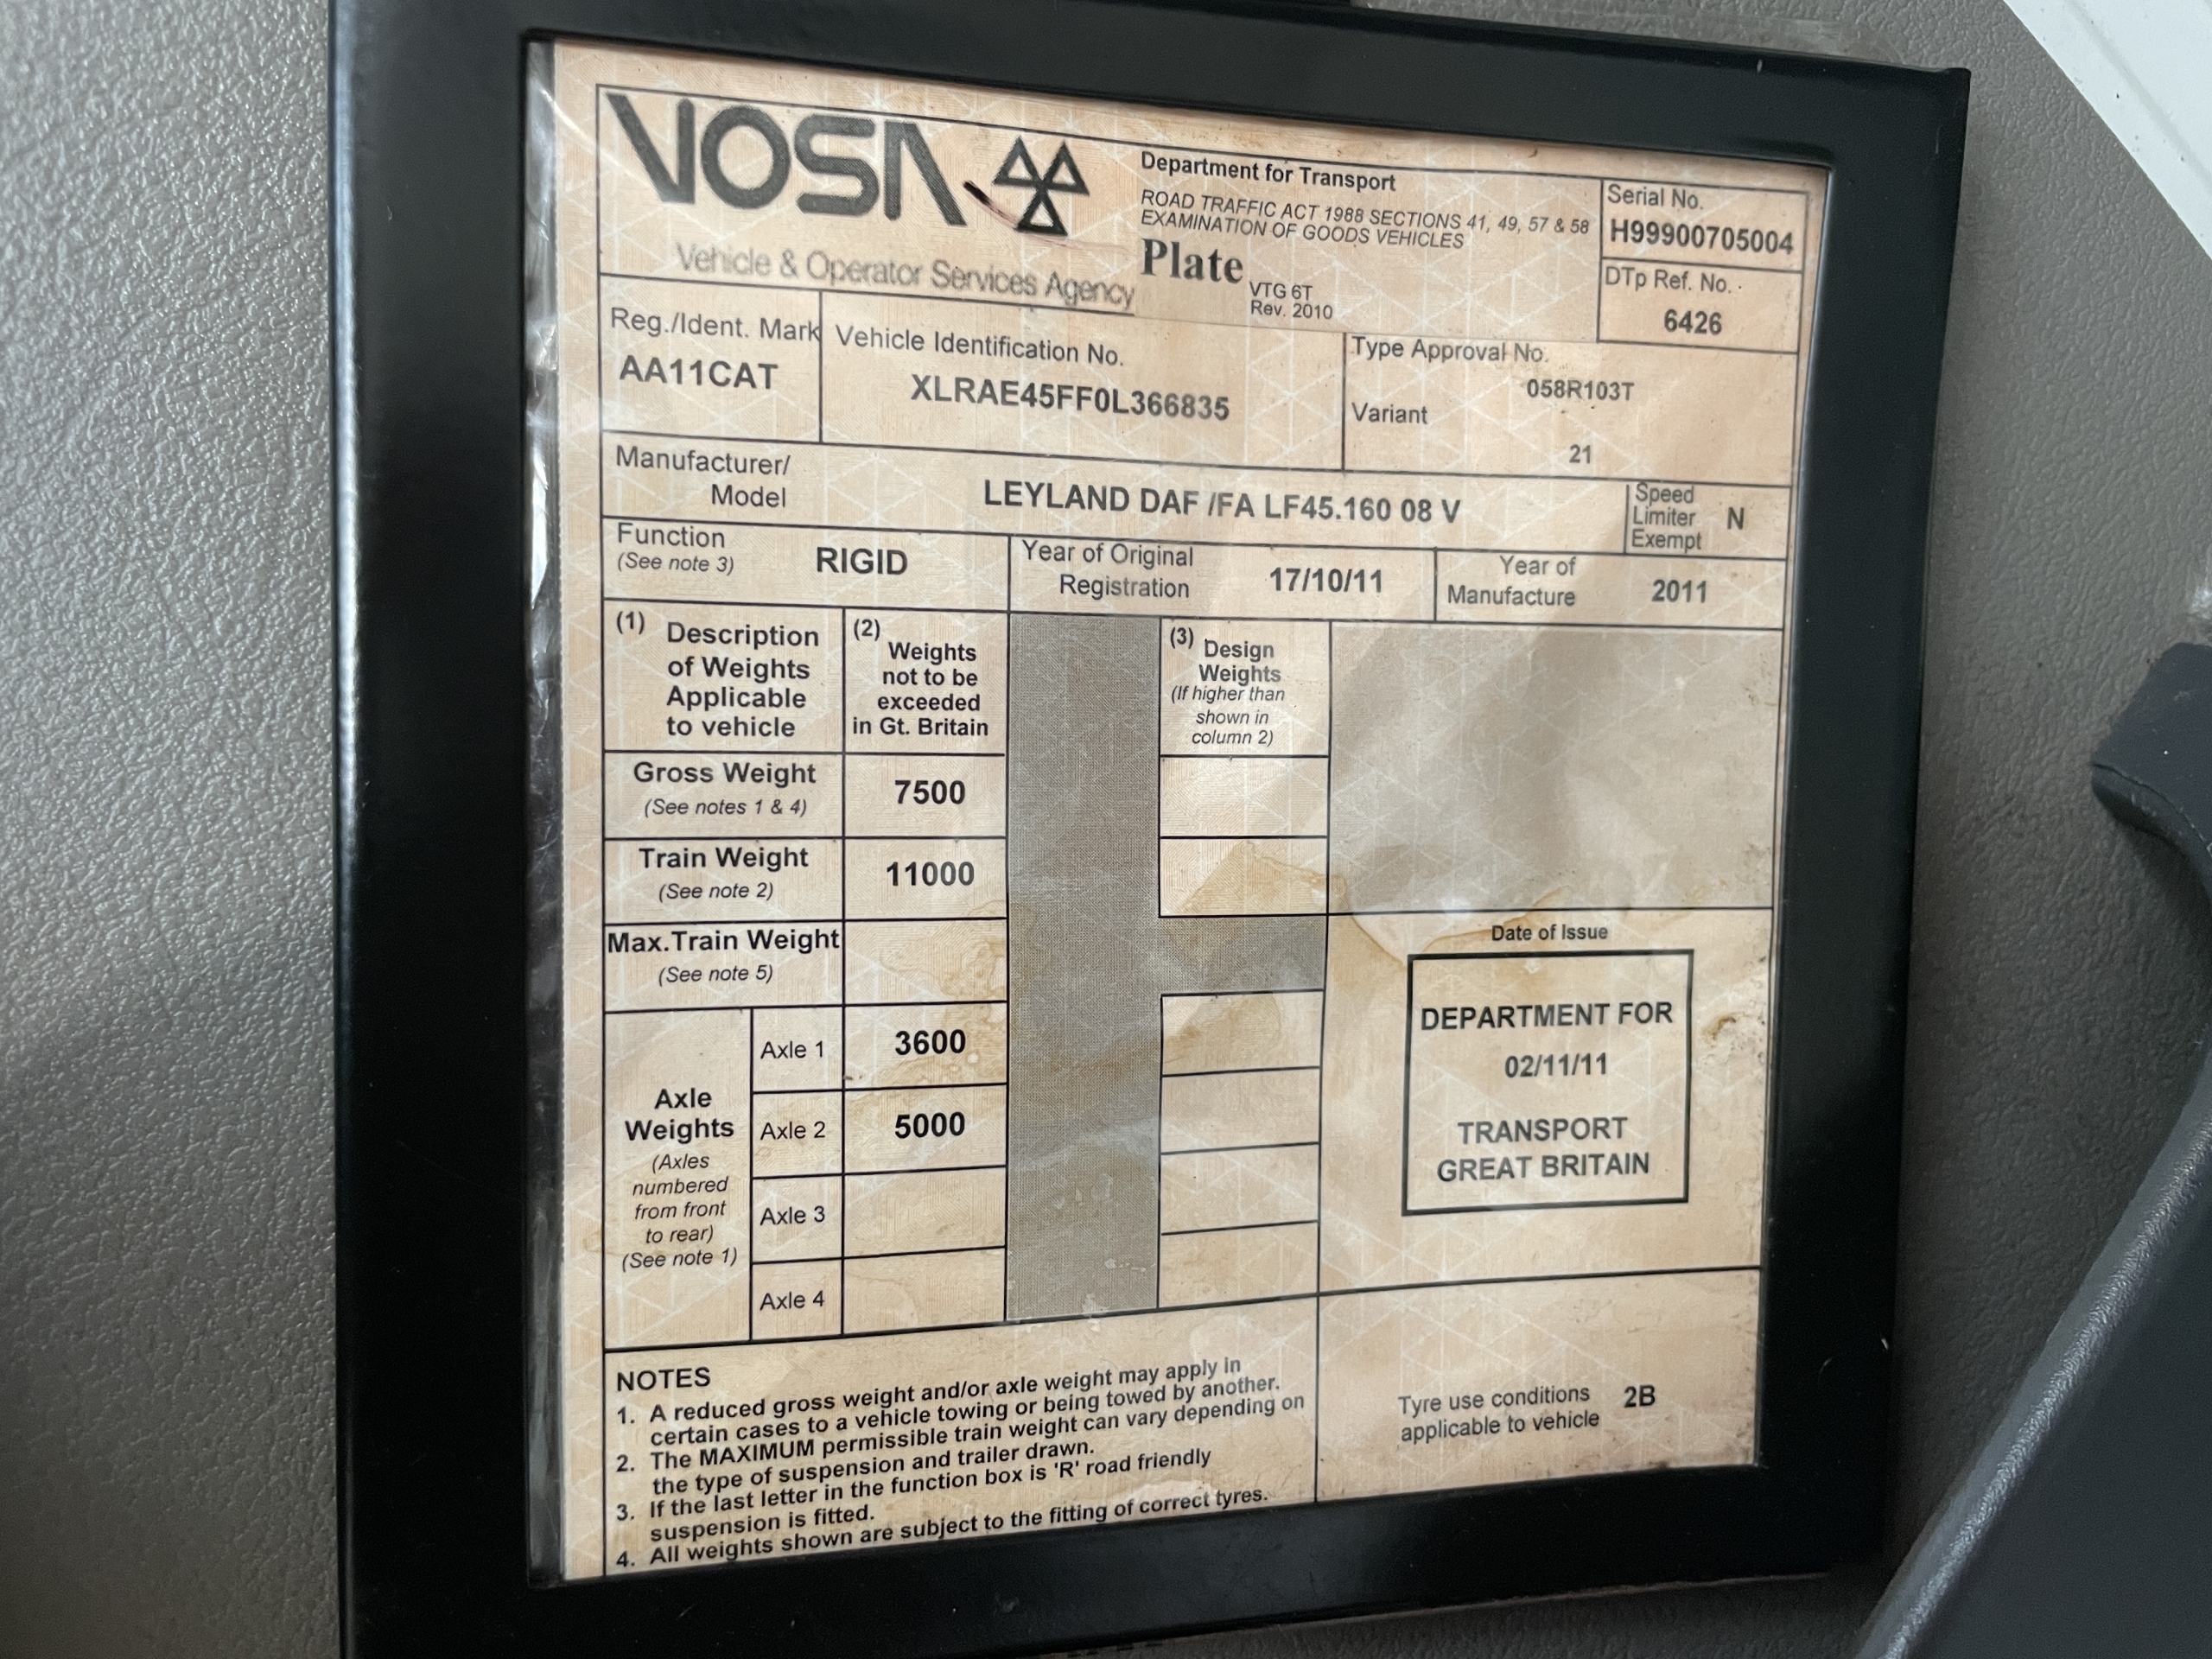 VOSA
Vehicle & Operator Services Agency
Department for Transport
ROAD TRAFFIC ACT 1988 SECTIONS 41, 49, 57 & 58
EXAMINATION OF GOODS VEHICLES
Plate
VTG 6T
Rev. 2010
Serial No.
H99900705004
DTp Ref. No.
6426
Reg./Ident. Mark
AA11CAT
Vehicle Identification No.
XLRAE45FF0L366835
Type Approval No.
058R103T
Variant
21
Manufacturer/
Model
LEYLAND DAF /FA LF45.160 08 V
Speed
Limiter
Exempt
N
Function
(See note 3)
RIGID
Year of Original
Registration
17/10/11
Year of
Manufacture
2011
(1) Description
of Weights
Applicable
to vehicle
(2)
Weights
not to be
exceeded
in Gt. Britain
(3)
Design
Weights
(If higher than
shown in
column 2)
Gross Weight
(See notes 1 & 4)
7500
Train Weight
(See note 2)
11000
Max.Train Weight
(See note 5)
Axle
Weights
(Axles
numbered
from front
to rear)
(See note 1)
Axle 1
3600
Axle 2
5000
Axle 3
Axle 4
Date of Issue
DEPARTMENT FOR
02/11/11
TRANSPORT
GREAT BRITAIN
NOTES
1. A reduced gross weight and/or axle weight may apply in
certain cases to a vehicle towing or being towed by another.
2. The MAXIMUM permissible train weight can vary depending on
the type of suspension and trailer drawn.
3. If the last letter in the function box is 'R' road friendly
suspension is fitted.
4. All weights shown are subject to the fitting of correct tyres.
Tyre use conditions
applicable to vehicle
2B